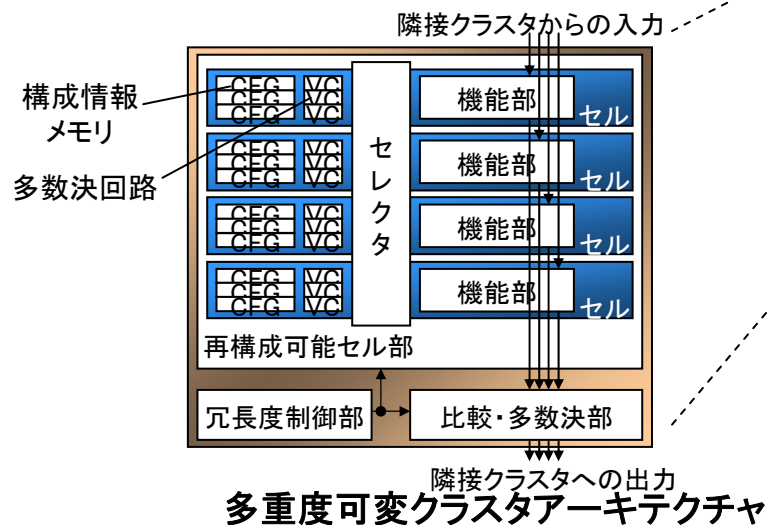 隣接クラスタからの入力
構成情報
メモリ
多数決回路
CFG
CFG
CFG
VC
VC
VC
機能部
セル
CFG
CFG
CFG
VC
VC
VC
機能部
セル
CFG
CFG
CFG
VC
VC
VC
機能部
セル
CFG
CFG
CFG
VC
VC
VC
機能部
セル
セレクタ
再構成可能セル部
冗長度制御部
比較・多数決部
隣接クラスタへの出力
多重度可変クラスタアーキテクチャ